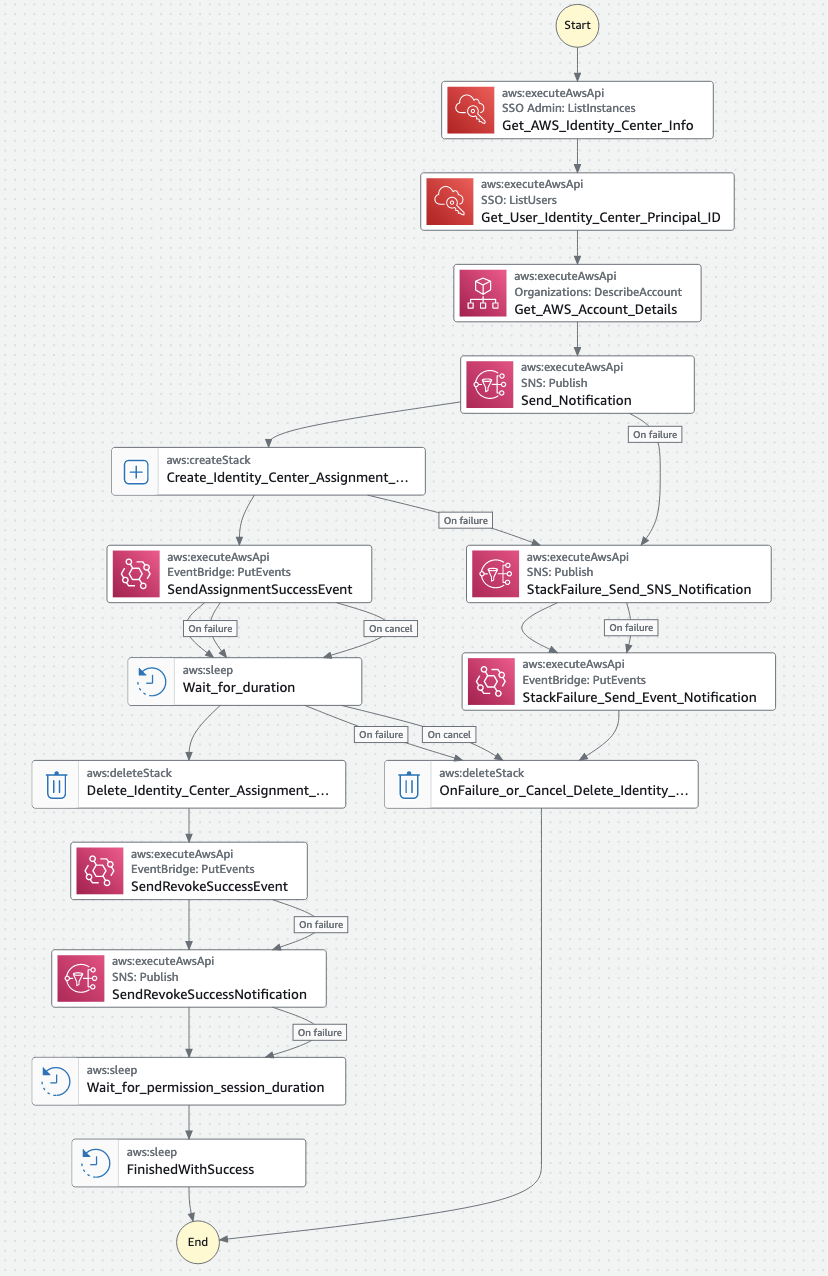 Start
aws:executeAwsApi
SSO Admin: ListInstances
Get_AWS_Identity_Center_Info
aws:executeAwsApi
SSO: ListUsers
Get_User_Identity_Center_Principal_ID
aws:executeAwsApi
Organizations: DescribeAccount
Get_AWS_Account_Details
aws:executeAwsApi
SNS: Publish
Send_Notification
On failure
aws:createStack
Create_Identity_Center_Assignment_...
On failure
aws:executeAwsApi
EventBridge: PutEvents
SendAssignmentSuccessEvent
aws:executeAwsApi
SNS: Publish
StackFailure_Send_SNS_Notification
On failure
On cancel
On failure
aws:sleep
Wait_for_duration
aws:executeAwsApi
EventBridge: PutEvents
StackFailure_Send_Event_Notification
On failure
On cancel
aws:deleteStack
Delete_Identity_Center_Assignment_...
aws:deleteStack
OnFailure_or_Cancel_Delete_Identity_...
aws:executeAwsApi
EventBridge: PutEvents
SendRevokeSuccessEvent
On failure
aws:executeAwsApi
SNS: Publish
SendRevokeSuccessNotification
On failure
aws:sleep
Wait_for_permission_session_duration
aws:sleep
FinishedWithSuccess
End